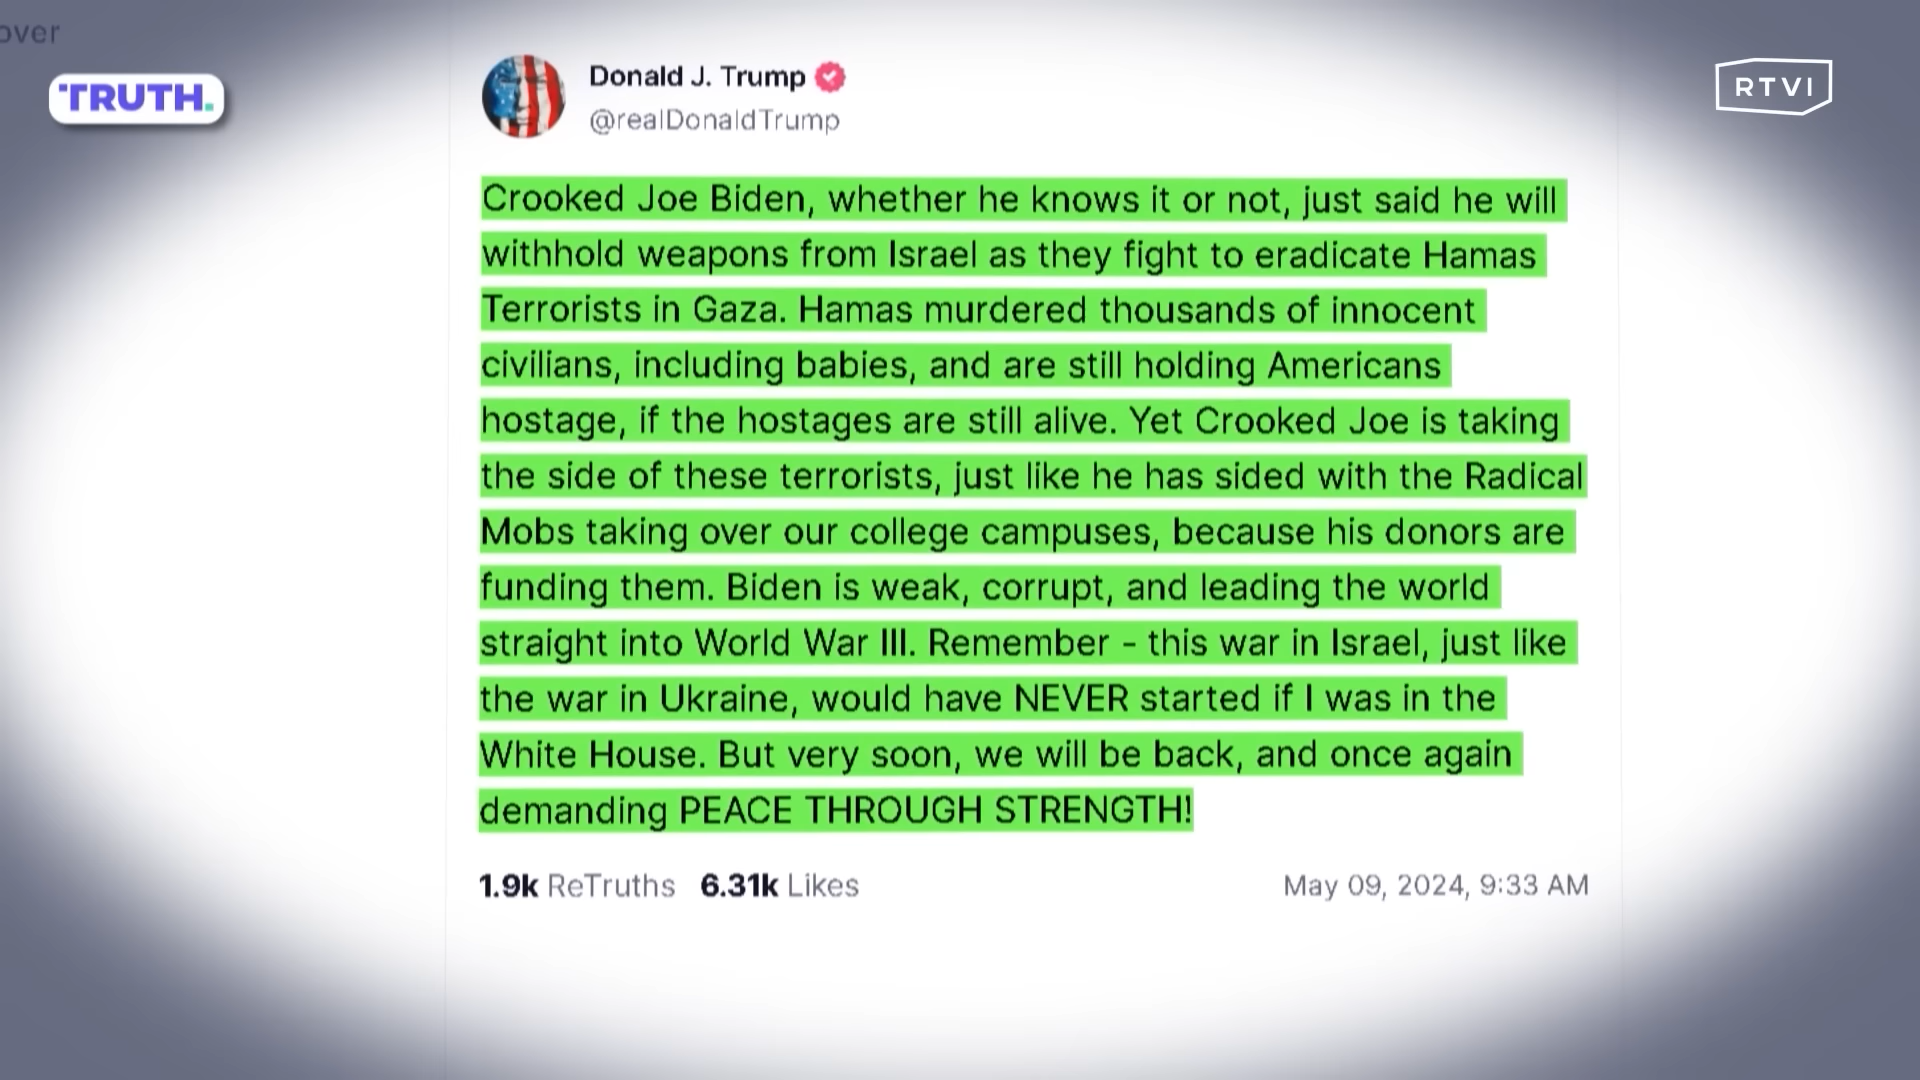 over
TRUTH.
RTVI
Donald J. Trump
@realDonaldTrump
Crooked Joe Biden, whether he knows it or not, just said he will
withhold weapons from Israel as they fight to eradicate Hamas
Terrorists in Gaza. Hamas murdered thousands of innocent
civilians, including babies, and are still holding Americans
hostage, if the hostages are still alive. Yet Crooked Joe is taking
the side of these terrorists, just like he has sided with the Radical
Mobs taking over our college campuses, because his donors are
funding them. Biden is weak, corrupt, and leading the world
straight into World War III. Remember - this war in Israel, just like
the war in Ukraine, would have NEVER started if I was in the
White House. But very soon, we will be back, and once again
demanding PEACE THROUGH STRENGTH!
1.9k ReTruths 6.31k Likes
May 09, 2024, 9:33 AM